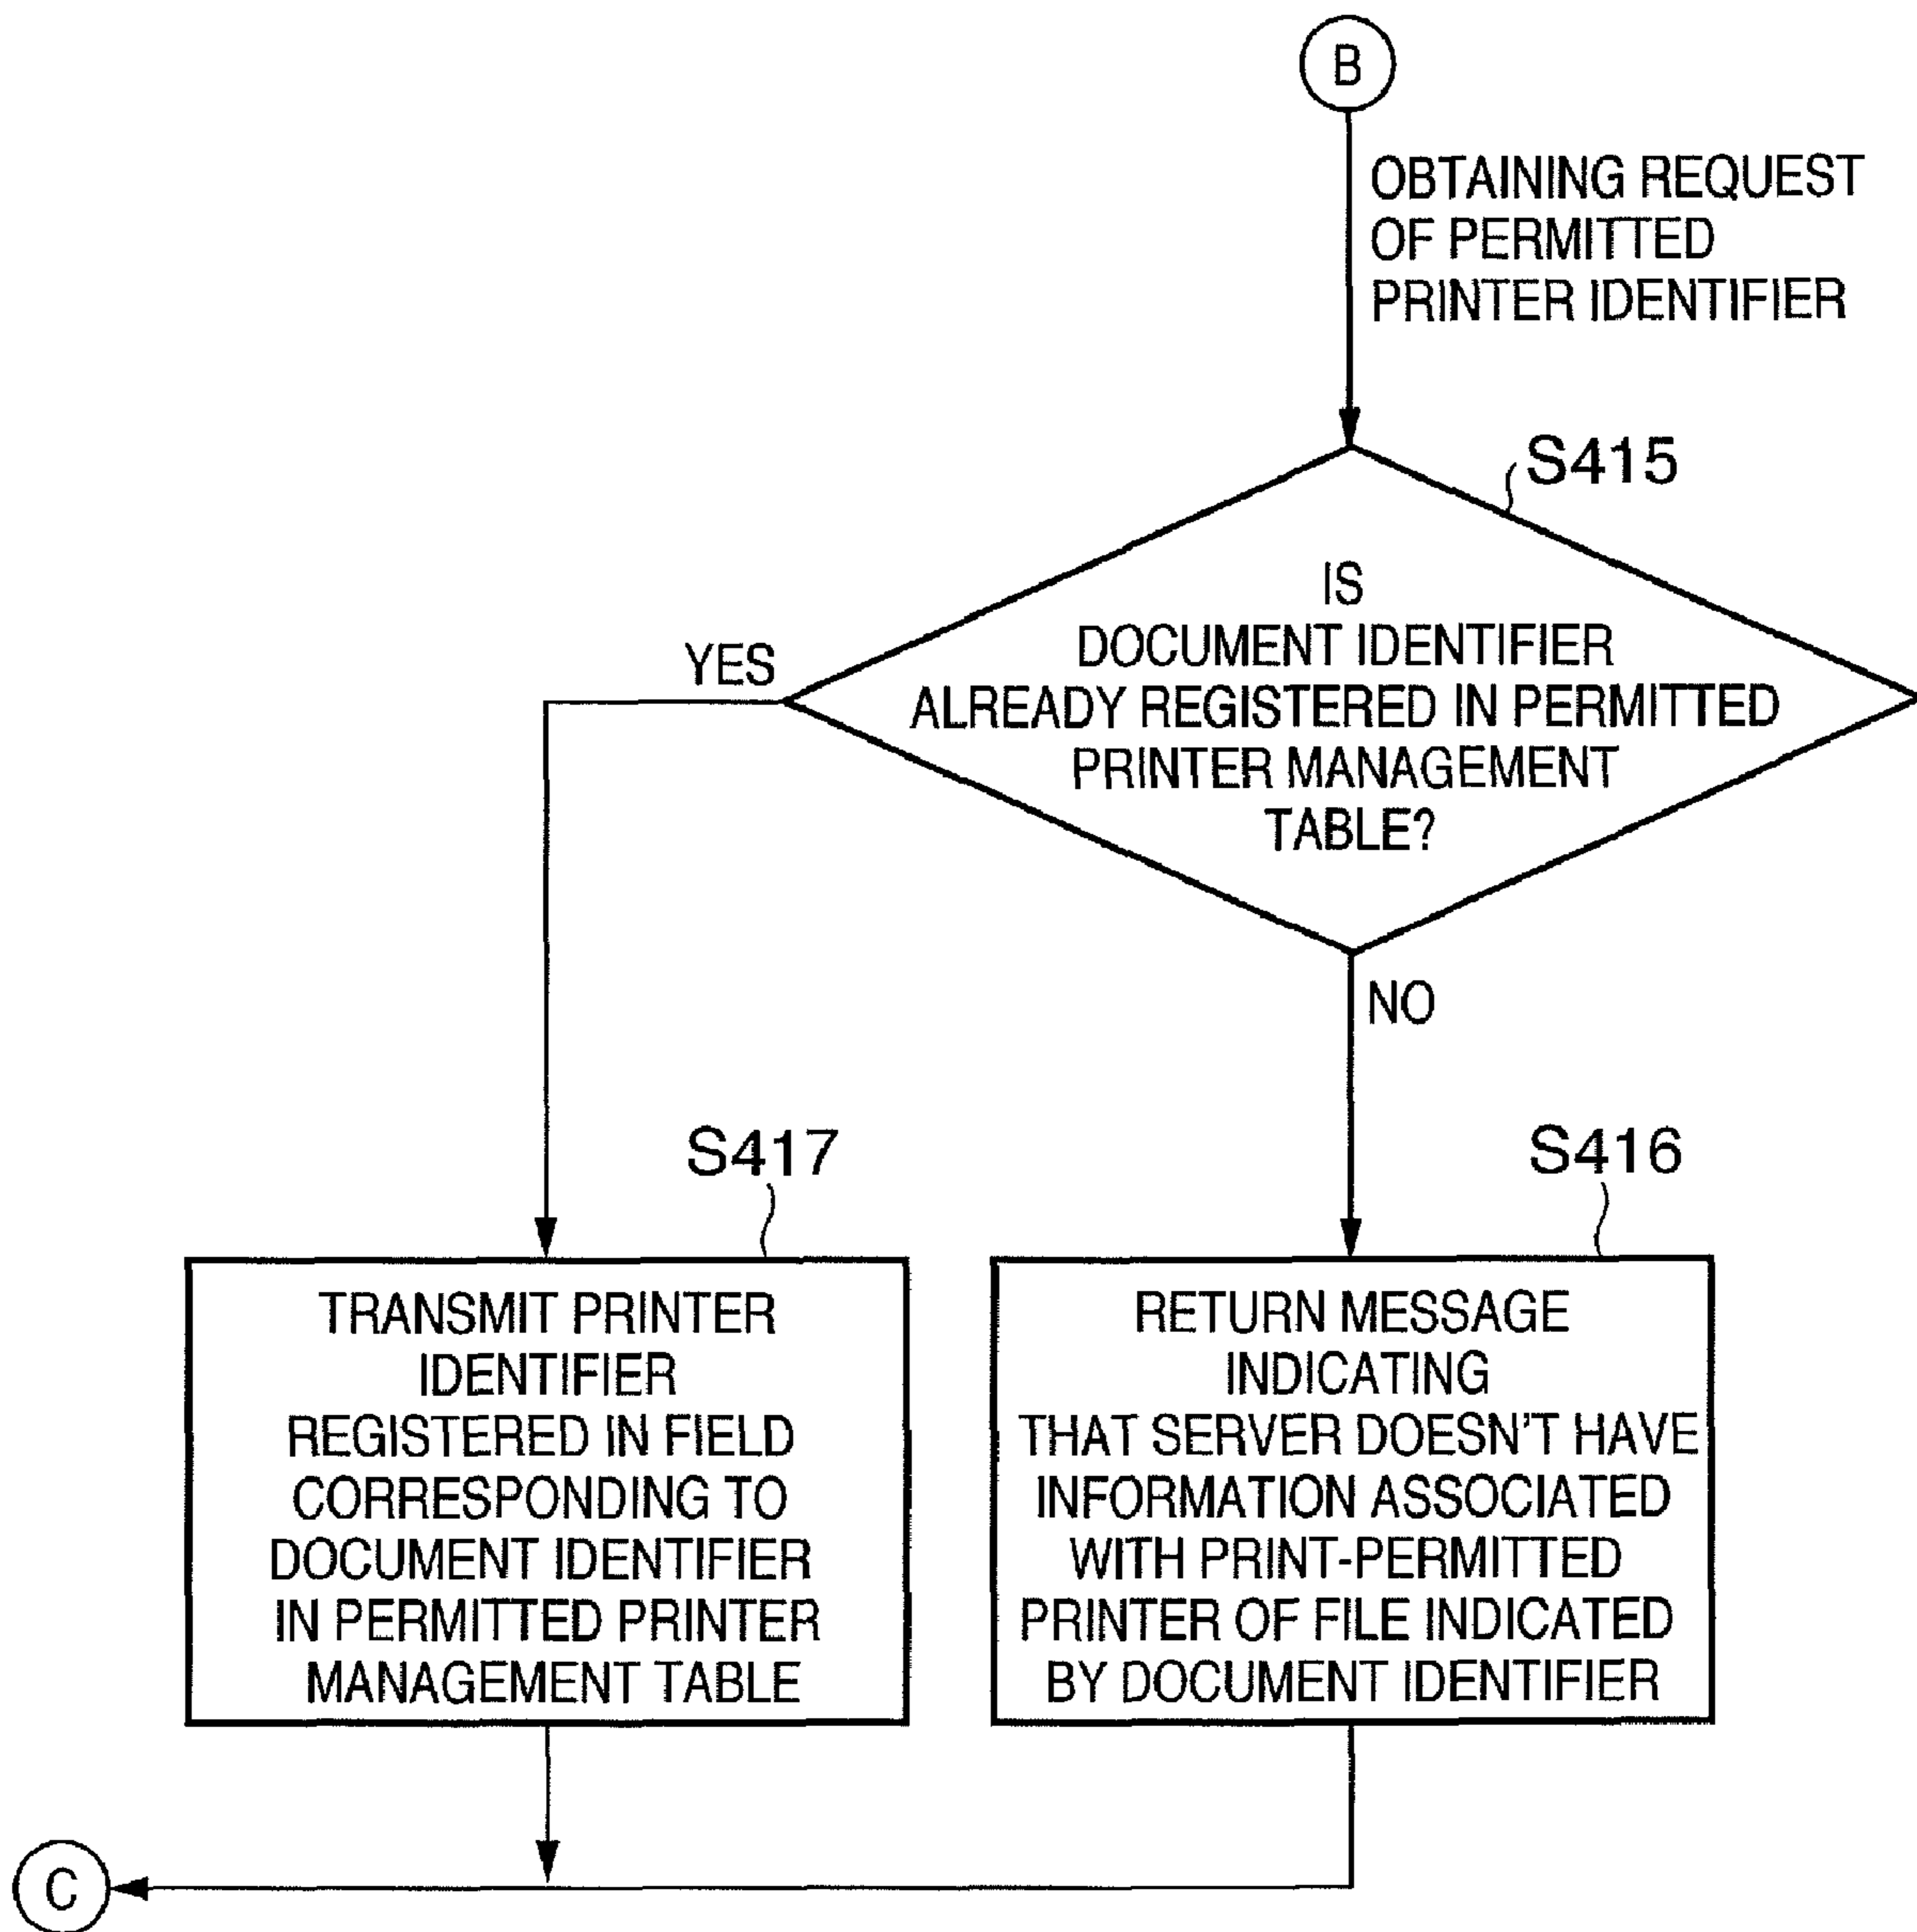 B
OBTAINING REQUEST
OF PERMITTED
PRINTER IDENTIFIER
S415
IS
DOCUMENT IDENTIFIER
ALREADY REGISTERED IN PERMITTED
PRINTER MANAGEMENT
TABLE?
YES
NO
S417
TRANSMIT PRINTER
IDENTIFIER
REGISTERED IN FIELD
CORRESPONDING TO
DOCUMENT IDENTIFIER
IN PERMITTED PRINTER
MANAGEMENT TABLE
S416
RETURN MESSAGE
INDICATING
THAT SERVER DOESN'T HAVE
INFORMATION ASSOCIATED
WITH PRINT-PERMITTED
PRINTER OF FILE INDICATED
BY DOCUMENT IDENTIFIER
C